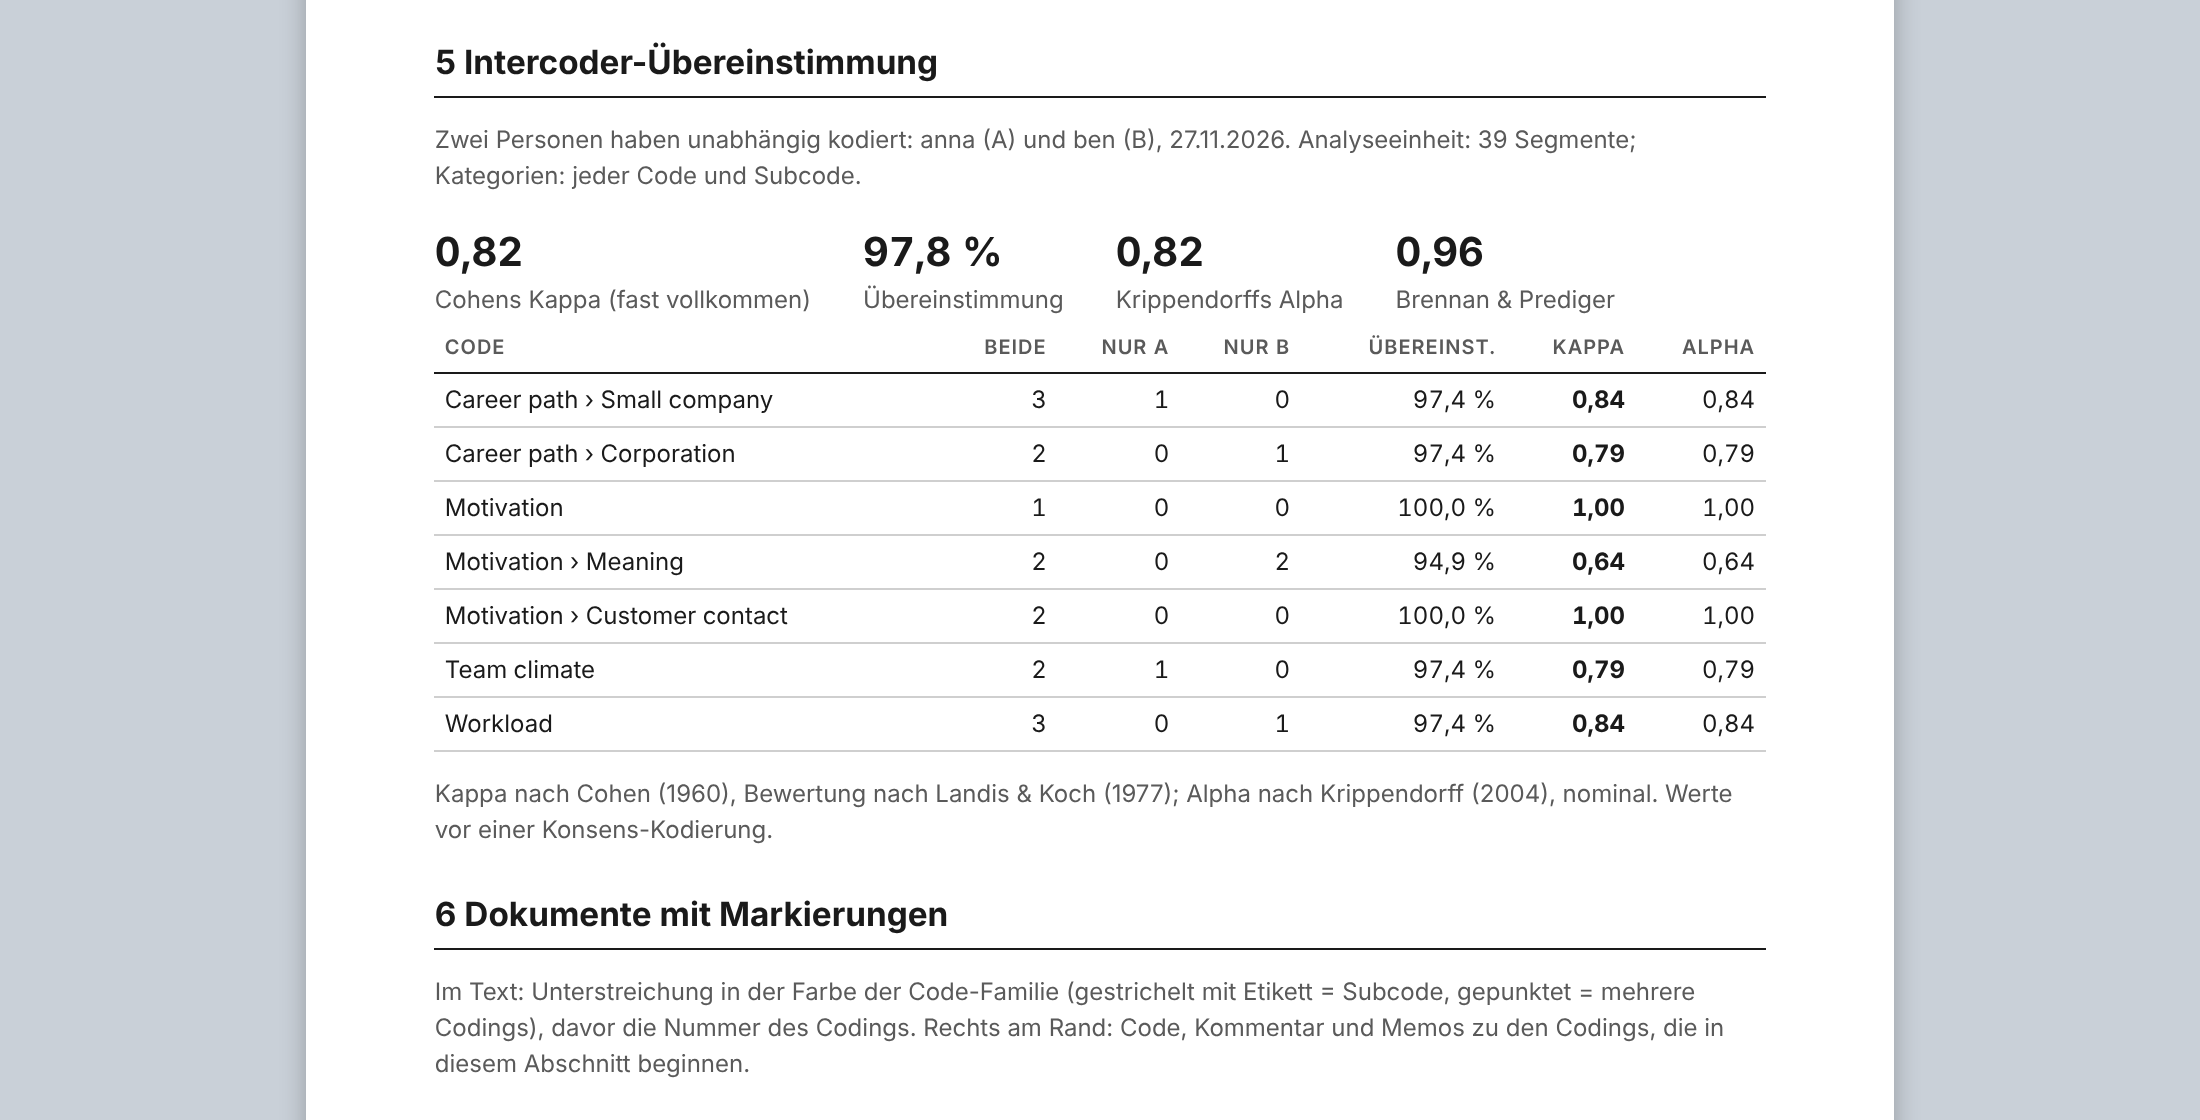 5 Intercoder-Übereinstimmung
Zwei Personen haben unabhängig kodiert: anna (A) und ben (B), 27.11.2026. Analyseeinheit: 39 Segmente;
Kategorien: jeder Code und Subcode.
0,82 97,8 % 0,82 0,96
Cohens Kappa (fast vollkommen) Übereinstimmung Krippendorffs Alpha Brennan & Prediger
CODE BEIDE NUR A NUR B ÜBEREINST. KAPPA ALPHA
Career path › Small company 3 1 0 97,4 % 0,84 0,84
Career path › Corporation 2 0 1 97,4 % 0,79 0,79
Motivation 1 0 0 100,0 % 1,00 1,00
Motivation › Meaning 2 0 2 94,9 % 0,64 0,64
Motivation › Customer contact 2 0 0 100,0 % 1,00 1,00
Team climate 2 1 0 97,4 % 0,79 0,79
Workload 3 0 1 97,4 % 0,84 0,84
Kappa nach Cohen (1960), Bewertung nach Landis & Koch (1977); Alpha nach Krippendorff (2004), nominal. Werte
vor einer Konsens-Kodierung.
6 Dokumente mit Markierungen
Im Text: Unterstreichung in der Farbe der Code-Familie (gestrichelt mit Etikett = Subcode, gepunktet = mehrere
Codings), davor die Nummer des Codings. Rechts am Rand: Code, Kommentar und Memos zu den Codings, die in
diesem Abschnitt beginnen.